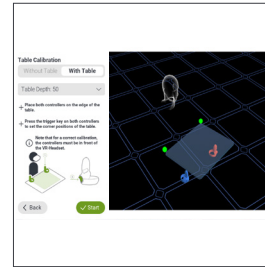 Table Calibration
Without Table
With Table
Table Depth: 50
Place both controllers on the edge of the
table.
Press the trigger key on both controllers
to set the corner positions of the table.
Note that for a correct calibration,
the controllers must be in front of
the VR-Headset.
Back
Start